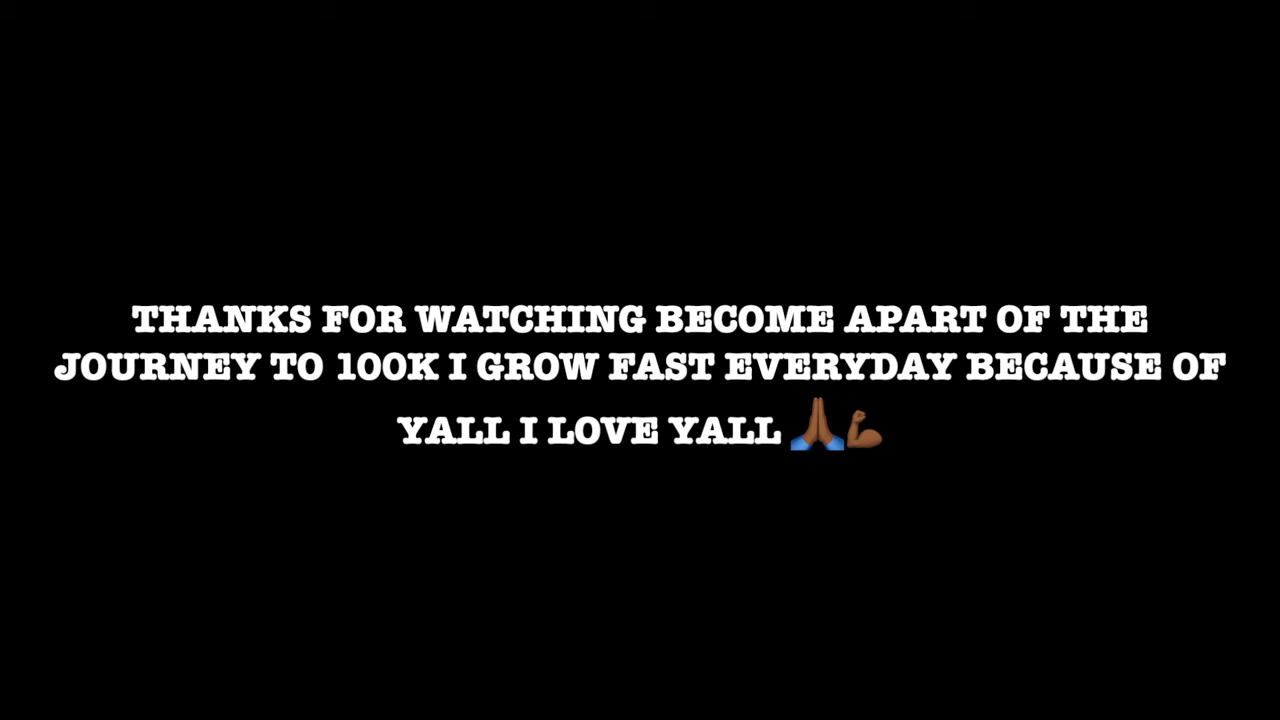 THANKS FOR WATCHING BECOME APART OF THE
JOURNEY TO 100K I GROW FAST EVERYDAY BECAUSE OF
YALL I LOVE YALL 🙏🏾💪🏾